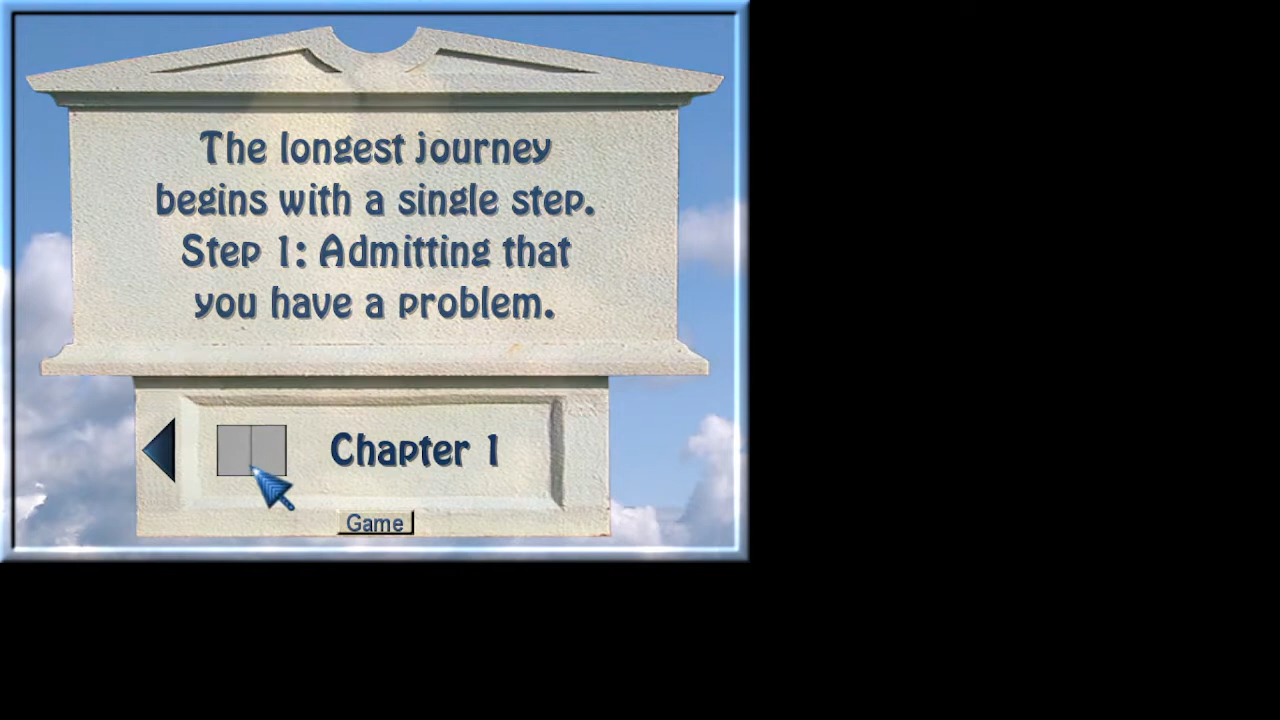 The longest journey
begins with a single step.
Step 1: Admitting that
you have a problem.
Chapter 1
Game